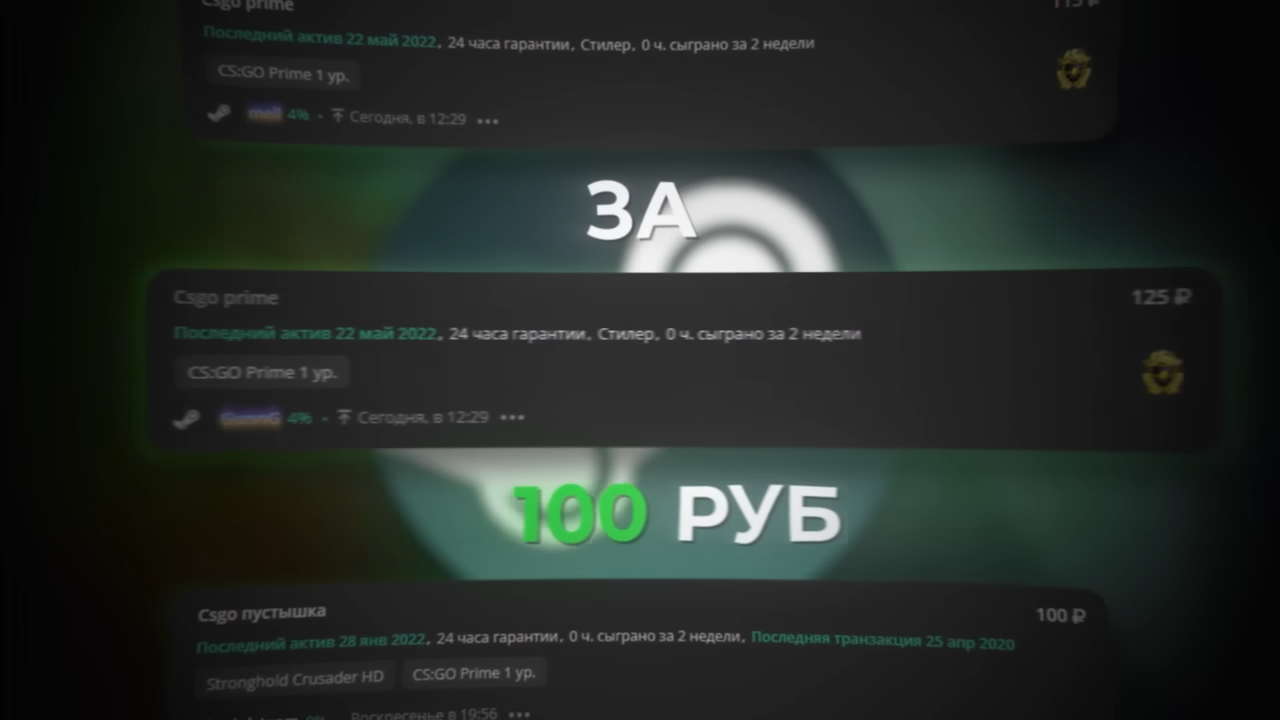 Csgo prime
115 ₽
Последний актив 22 май 2022, 24 часа гарантии, Стилер, 0 ч. сыграно за 2 недели
CS:GO Prime 1 ур.
4% · Сегодня, в 12:29 •••
ЗА
Csgo prime
125 ₽
Последний актив 22 май 2022, 24 часа гарантии, Стилер, 0 ч. сыграно за 2 недели
CS:GO Prime 1 ур.
4% · Сегодня, в 12:29 •••
100 РУБ
Csgo пустышка
100 ₽
Последний актив 28 янв 2022, 24 часа гарантии, 0 ч. сыграно за 2 недели, Последняя транзакция 25 апр 2020
Stronghold Crusader HD
CS:GO Prime 1 ур.
Воскресенье в 19:56 •••